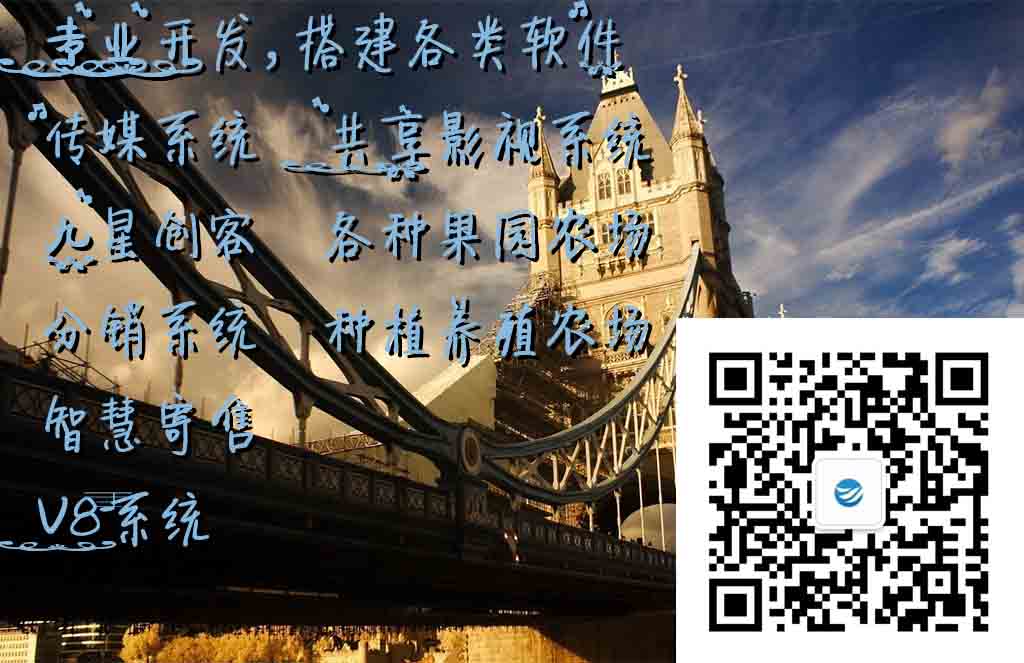 专业开发,搭建各类软件
传媒系统 共享影视系统
九星创客 各种果园农场
分销系统 种植养殖农场
智慧寄售
V8系统